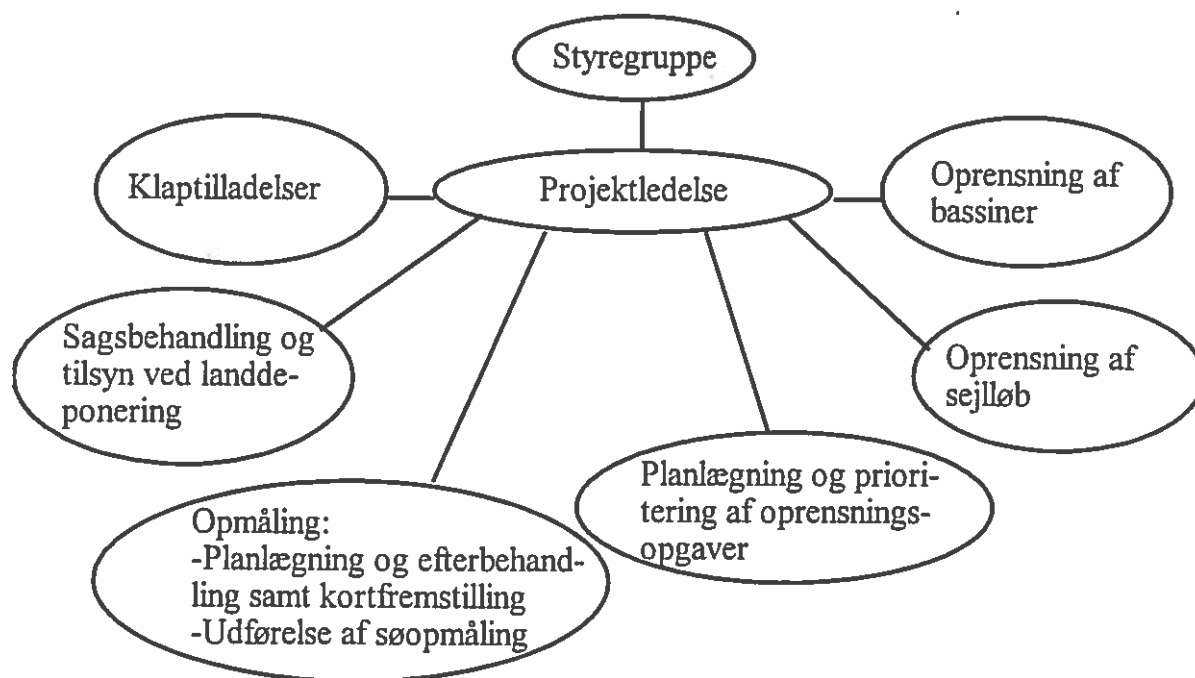 Styregruppe
Klaptilladelser
Projektledelse
Oprensning af
bassiner
Sagsbehandling og
tilsyn ved landde-
ponering
Oprensning af
sejlløb
Opmåling:
-Planlægning og efterbehand-
ling samt kortfremstilling
-Udførelse af søopmåling
Planlægning og priori-
tering af oprensnings-
opgaver